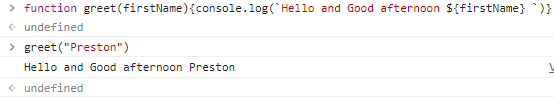 > function greet(firstName){console.log(`Hello and Good afternoon ${firstName} `)}
< undefined
> greet("Preston")
Hello and Good afternoon Preston
< undefined